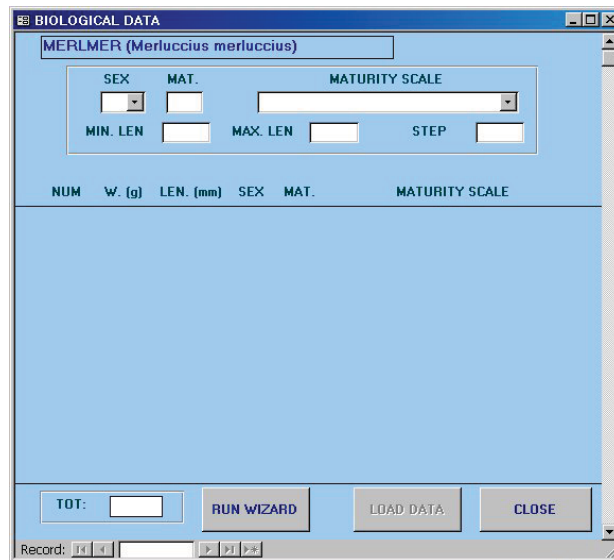 BIOLOGICAL DATA
MERLMER (Merluccius merluccius)
SEX MAT. MATURITY SCALE
MIN. LEN MAX. LEN STEP
NUM W. (g) LEN. (mm) SEX MAT. MATURITY SCALE
TOT: RUN WIZARD LOAD DATA CLOSE
Record: